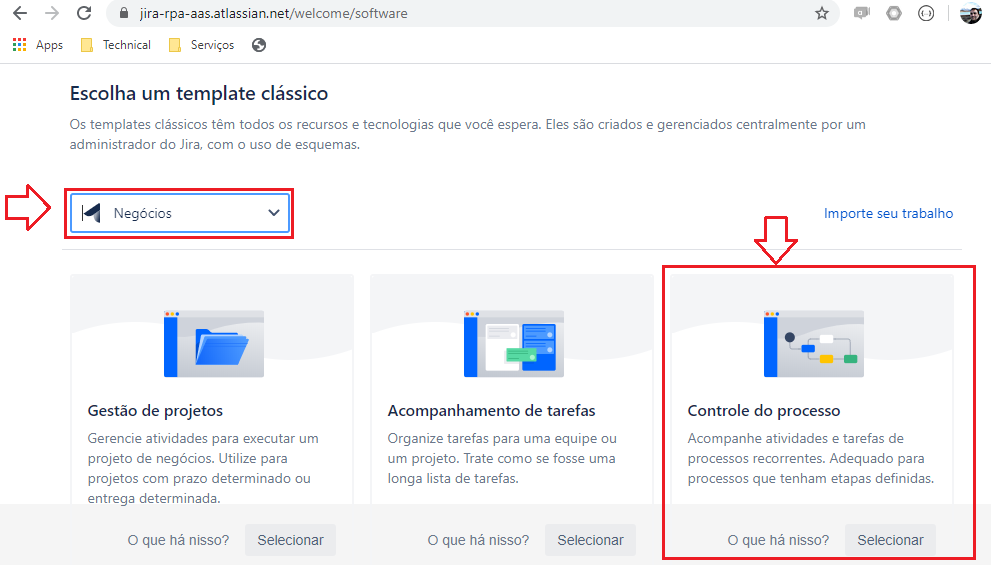 jira-rpa-aas.atlassian.net/welcome/software
Apps Technical Serviços
Escolha um template clássico
Os templates clássicos têm todos os recursos e tecnologias que você espera. Eles são criados e gerenciados centralmente por um
administrador do Jira, com o uso de esquemas.
Negócios
Importe seu trabalho
Gestão de projetos
Gerencie atividades para executar um
projeto de negócios. Utilize para
projetos com prazo determinado ou
entrega determinada.
O que há nisso? Selecionar
Acompanhamento de tarefas
Organize tarefas para uma equipe ou
um projeto. Trate como se fosse uma
longa lista de tarefas.
O que há nisso? Selecionar
Controle do processo
Acompanhe atividades e tarefas de
processos recorrentes. Adequado para
processos que tenham etapas definidas.
O que há nisso? Selecionar